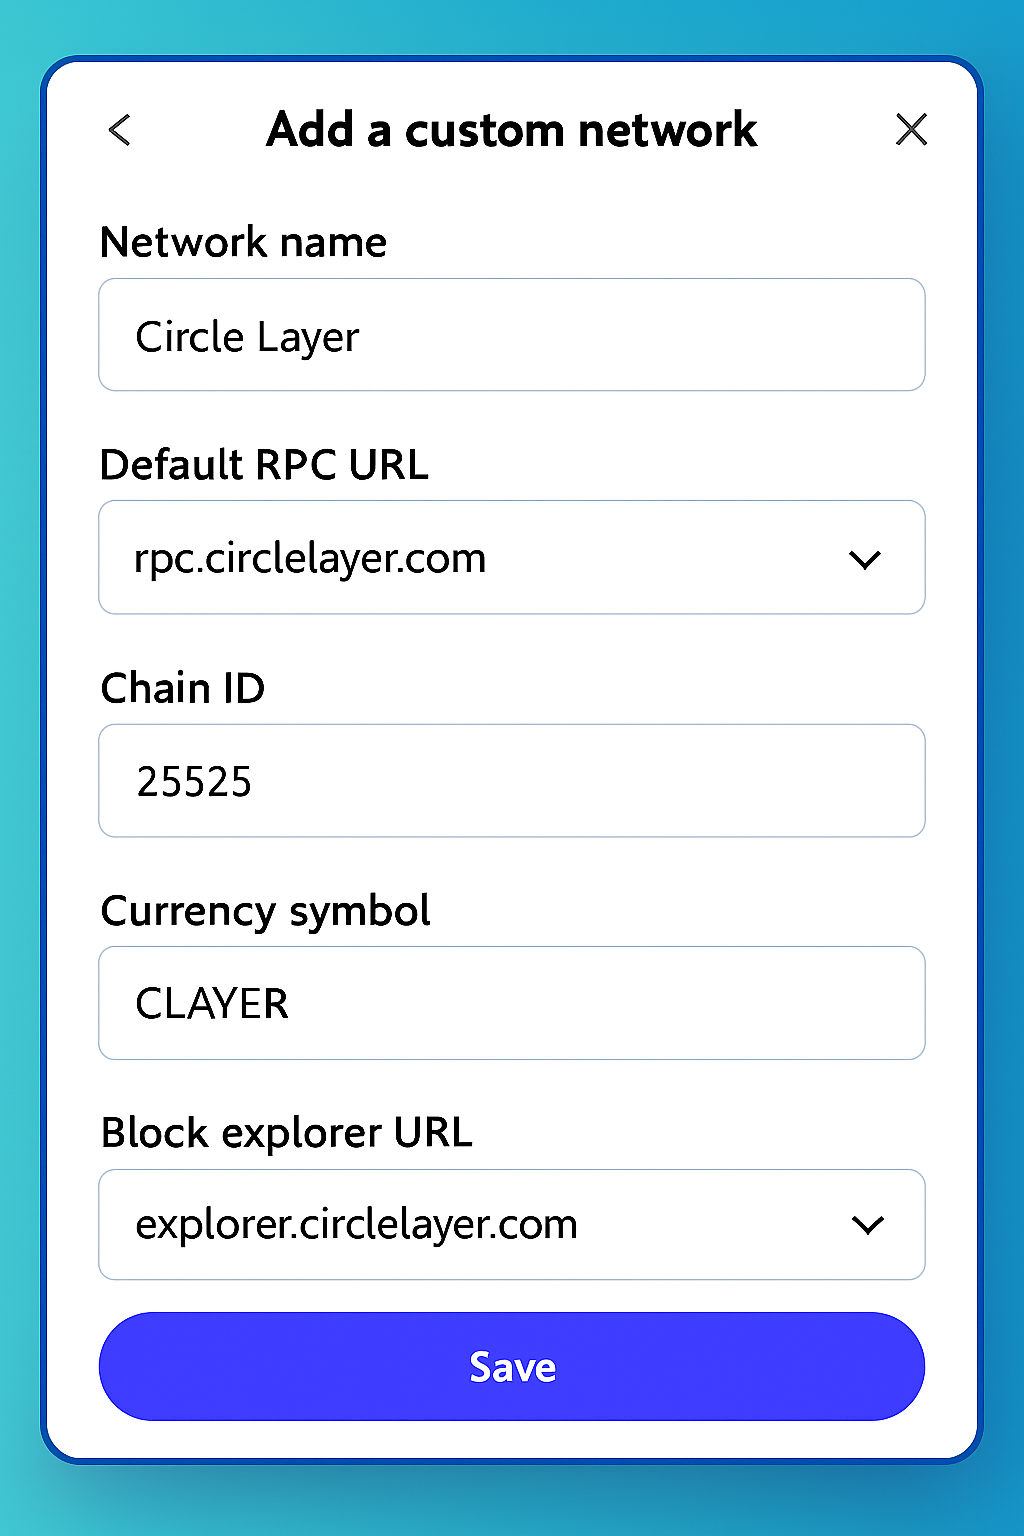 Add a custom network
Network name
Circle Layer
Default RPC URL
rpc.circlelayer.com
Chain ID
25525
Currency symbol
CLAYER
Block explorer URL
explorer.circlelayer.com
Save